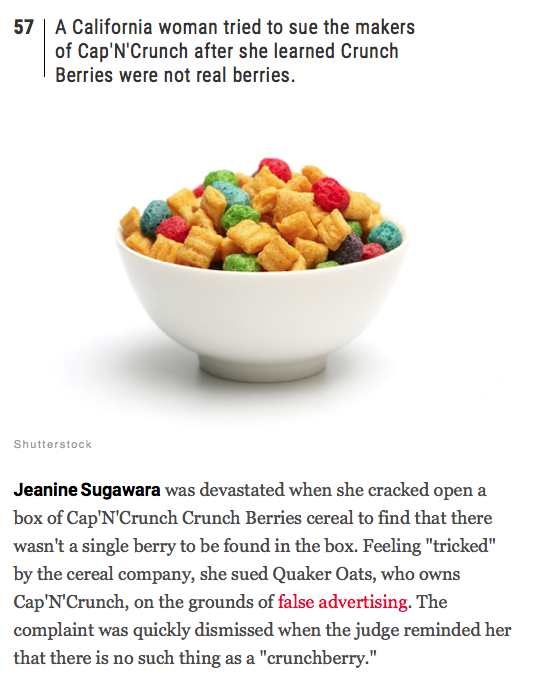 57 A California woman tried to sue the makers
of Cap'N'Crunch after she learned Crunch
Berries were not real berries.
Shutterstock
Jeanine Sugawara was devastated when she cracked open a
box of Cap'N'Crunch Crunch Berries cereal to find that there
wasn't a single berry to be found in the box. Feeling "tricked"
by the cereal company, she sued Quaker Oats, who owns
Cap'N'Crunch, on the grounds of false advertising. The
complaint was quickly dismissed when the judge reminded her
that there is no such thing as a "crunchberry."